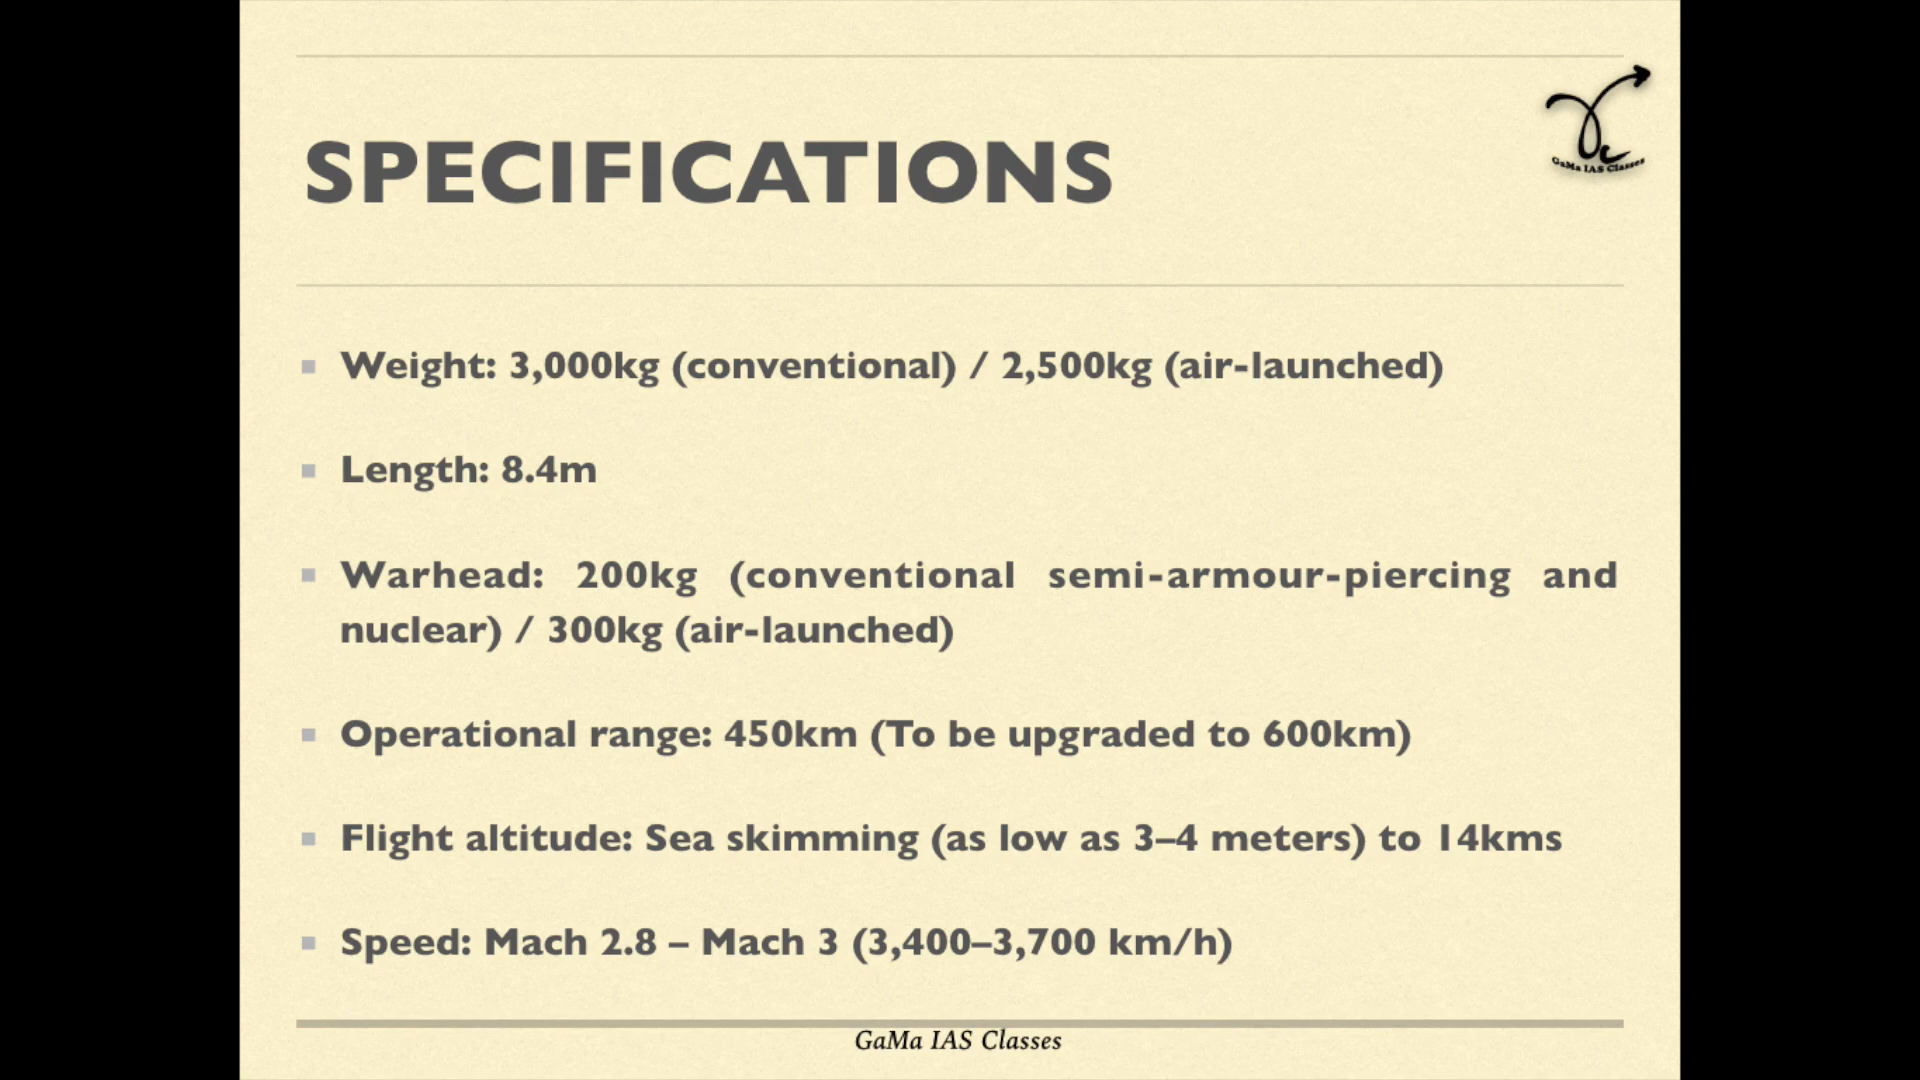 GaMa IAS Classes
SPECIFICATIONS
Weight: 3,000kg (conventional) / 2,500kg (air-launched)
Length: 8.4m
Warhead: 200kg (conventional semi-armour-piercing and
nuclear) / 300kg (air-launched)
Operational range: 450km (To be upgraded to 600km)
Flight altitude: Sea skimming (as low as 3–4 meters) to 14kms
Speed: Mach 2.8 – Mach 3 (3,400–3,700 km/h)
GaMa IAS Classes